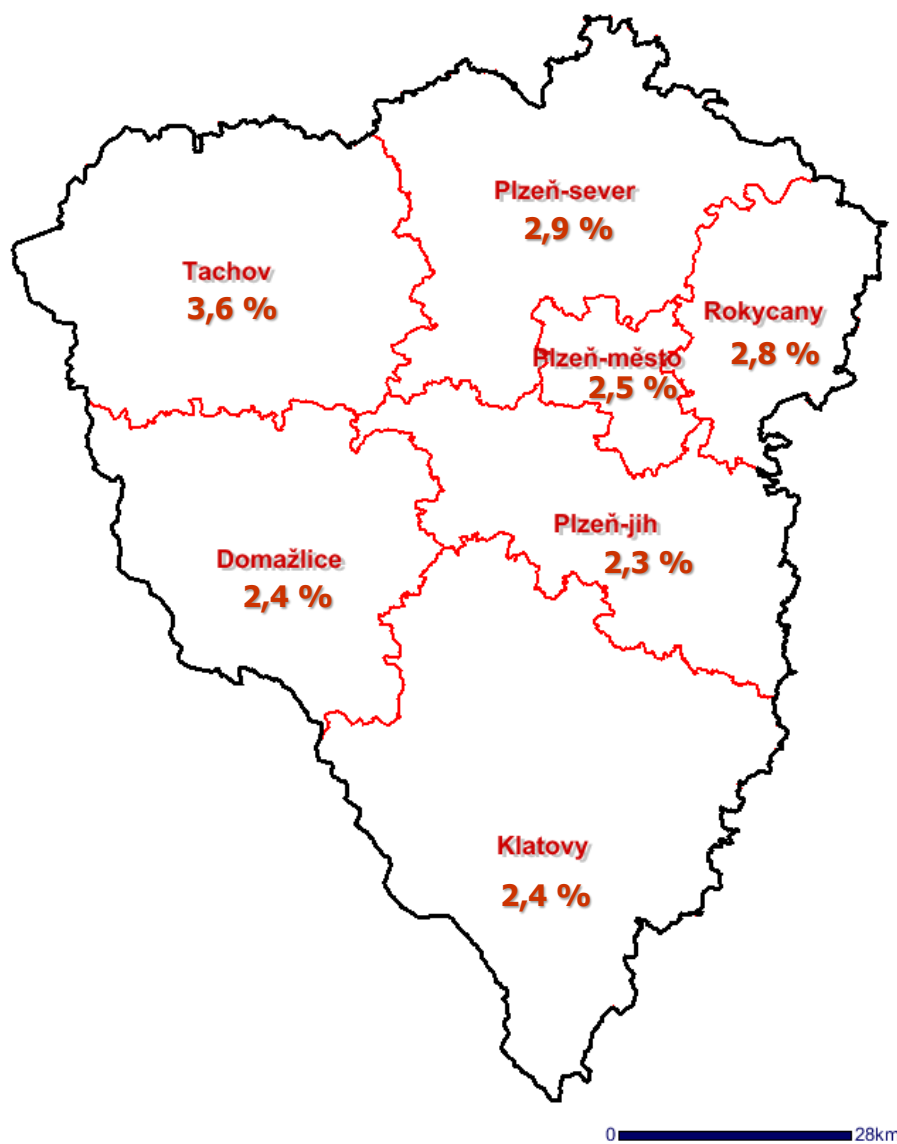 Plzeň-sever
2,9 %
Tachov
3,6 %
Rokycany
2,8 %
Plzeň-město
2,5 %
Plzeň-jih
2,3 %
Domažlice
2,4 %
Klatovy
2,4 %
0 28km